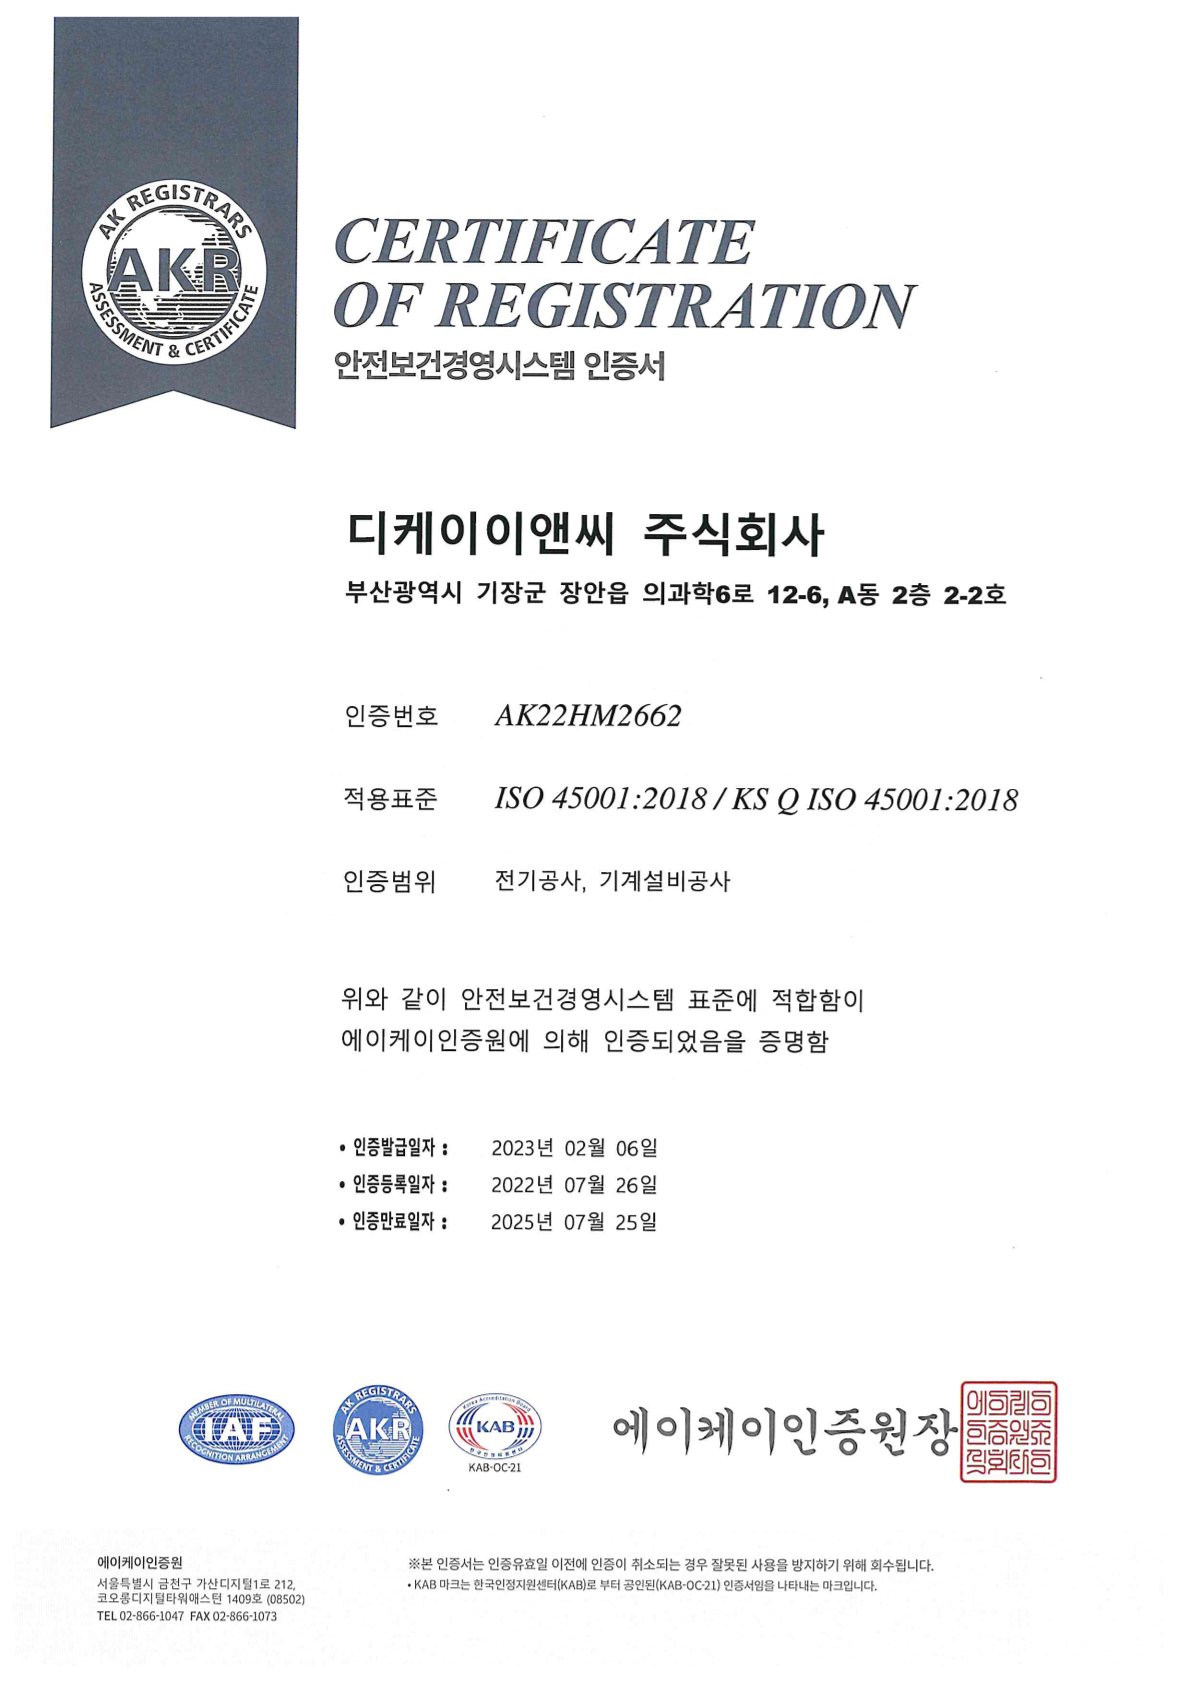 AK REGISTRARS
AKR
ASSESSMENT & CERTIFICATE
CERTIFICATE
OF REGISTRATION
안전보건경영시스템 인증서
디케이이앤씨 주식회사
부산광역시 기장군 장안읍 의과학6로 12-6, A동 2층 2-2호
인증번호 AK22HM2662
적용표준 ISO 45001:2018 / KS Q ISO 45001:2018
인증범위 전기공사, 기계설비공사
위와 같이 안전보건경영시스템 표준에 적합함이
에이케이인증원에 의해 인증되었음을 증명함
• 인증발급일자 : 2023년 02월 06일
• 인증등록일자 : 2022년 07월 26일
• 인증만료일자 : 2025년 07월 25일
MEMBER OF MULTILATERAL
IAF
RECOGNITION ARRANGEMENT
AK REGISTRARS
AKR
ASSESSMENT & CERTIFICATE
Korea Accreditation Board
KAB
한국인정지원센터
KAB-OC-21
에이케이인증원장
에이케이인증원
서울특별시 금천구 가산디지털1로 212,
코오롱디지털타워애스턴 1409호 (08502)
TEL 02-866-1047 FAX 02-866-1073
※본 인증서는 인증유효일 이전에 인증이 취소되는 경우 잘못된 사용을 방지하기 위해 회수됩니다.
• KAB 마크는 한국인정지원센터(KAB)로 부터 공인된(KAB-OC-21) 인증서임을 나타내는 마크입니다.